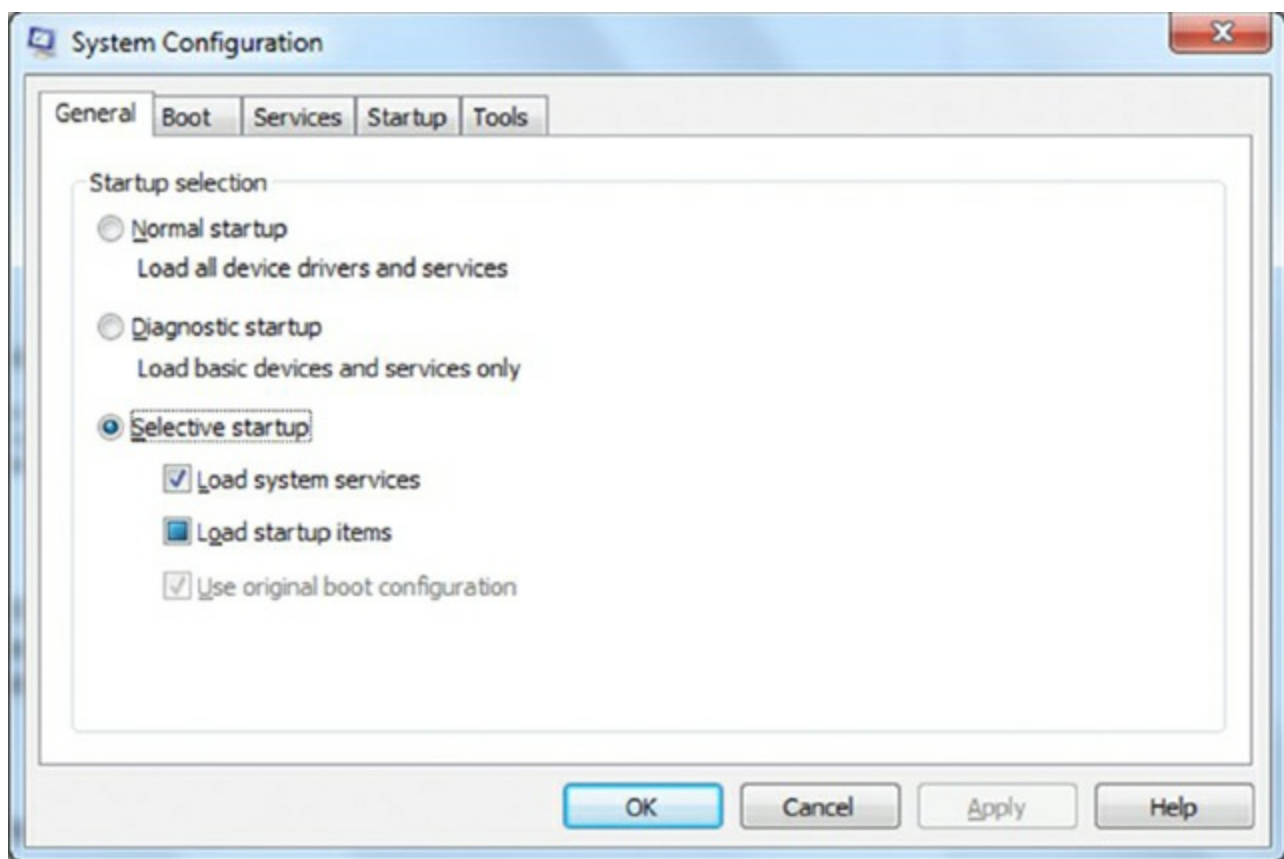 System Configuration
General Boot Services Startup Tools
Startup selection
Normal startup
Load all device drivers and services
Diagnostic startup
Load basic devices and services only
Selective startup
Load system services
Load startup items
Use original boot configuration
OK Cancel Apply Help